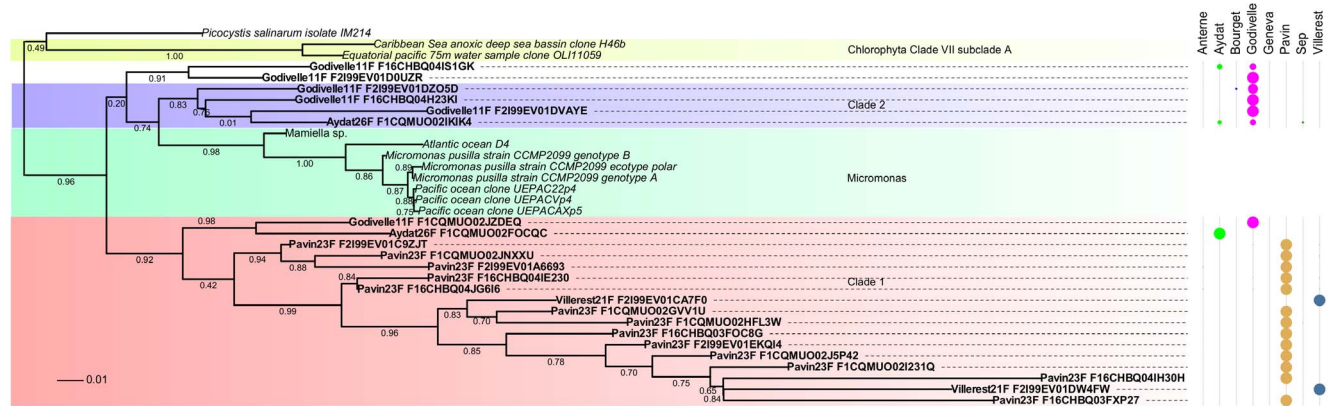 Anterne
Aydat
Bourget
Godivelle
Geneva
Pavin
Sep
Villerest
Picocystis salinarum isolate IM214
0.49
Caribbean Sea anoxic deep sea bassin clone H46b
1.00
Equatorial pacific 75m water sample clone OLI11059
Chlorophyta Clade VII subclade A
Godivelle11F F16CHBQ04IS1GK
0.91
Godivelle11F F2I99EV01D0UZR
0.20
Godivelle11F F2I99EV01DZO5D
0.83
Godivelle11F F16CHBQ04H23KI
0.76
Clade 2
Godivelle11F F2I99EV01DVAYE
0.01
Aydat26F F1CQMUO02IKIK4
0.74
Mamiella sp.
0.98
Atlantic ocean D4
1.00
Micromonas pusilla strain CCMP2099 genotype B
0.86
0.89
Micromonas pusilla strain CCMP2099 ecotype polar
Micromonas pusilla strain CCMP2099 genotype A
Micromonas
0.96
0.87
Pacific ocean clone UEPAC22p4
0.88
Pacific ocean clone UEPACVp4
0.75
Pacific ocean clone UEPACAXp5
0.98
Godivelle11F F1CQMUO02JZDEQ
Aydat26F F1CQMUO02FOCQC
0.92
Pavin23F F2I99EV01C9ZJT
0.94
Pavin23F F1CQMUO02JNXXU
0.88
Pavin23F F2I99EV01A6693
0.42
0.84
Pavin23F F16CHBQ04IE230
Clade 1
Pavin23F F16CHBQ04JG6I6
0.99
Villerest21F F2I99EV01CA7F0
0.83
Pavin23F F1CQMUO02GVV1U
0.70
Pavin23F F1CQMUO02HFL3W
0.96
Pavin23F F16CHBQ03FOC8G
0.85
Pavin23F F2I99EV01EKQI4
0.78
Pavin23F F1CQMUO02J5P42
0.70
Pavin23F F1CQMUO02I231Q
0.75
Pavin23F F16CHBQ04IH30H
0.65
Villerest21F F2I99EV01DW4FW
0.84
Pavin23F F16CHBQ03FXP27
0.01